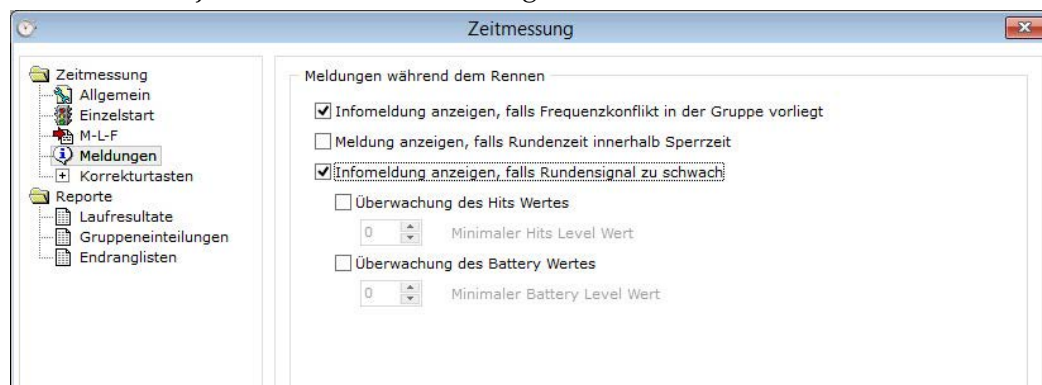 Zeitmessung
Zeitmessung
Allgemein
Einzelstart
M-L-F
Meldungen
Korrekturtasten
Reporte
Laufresultate
Gruppeneinteilungen
Endranglisten
Meldungen während dem Rennen
Infomeldung anzeigen, falls Frequenzkonflikt in der Gruppe vorliegt
Meldung anzeigen, falls Rundenzeit innerhalb Sperrzeit
Infomeldung anzeigen, falls Rundensignal zu schwach
Überwachung des Hits Wertes
0 Minimaler Hits Level Wert
Überwachung des Battery Wertes
0 Minimaler Battery Level Wert